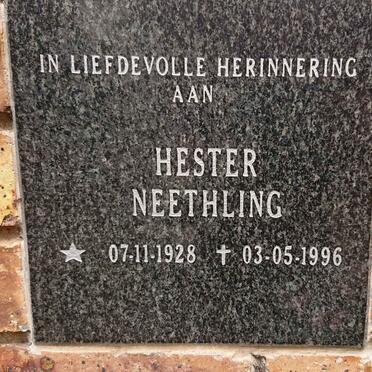 IN LIEFDEVOLLE HERINNERING
AAN
HESTER
NEETHLING
07-11-1928 03-05-1996